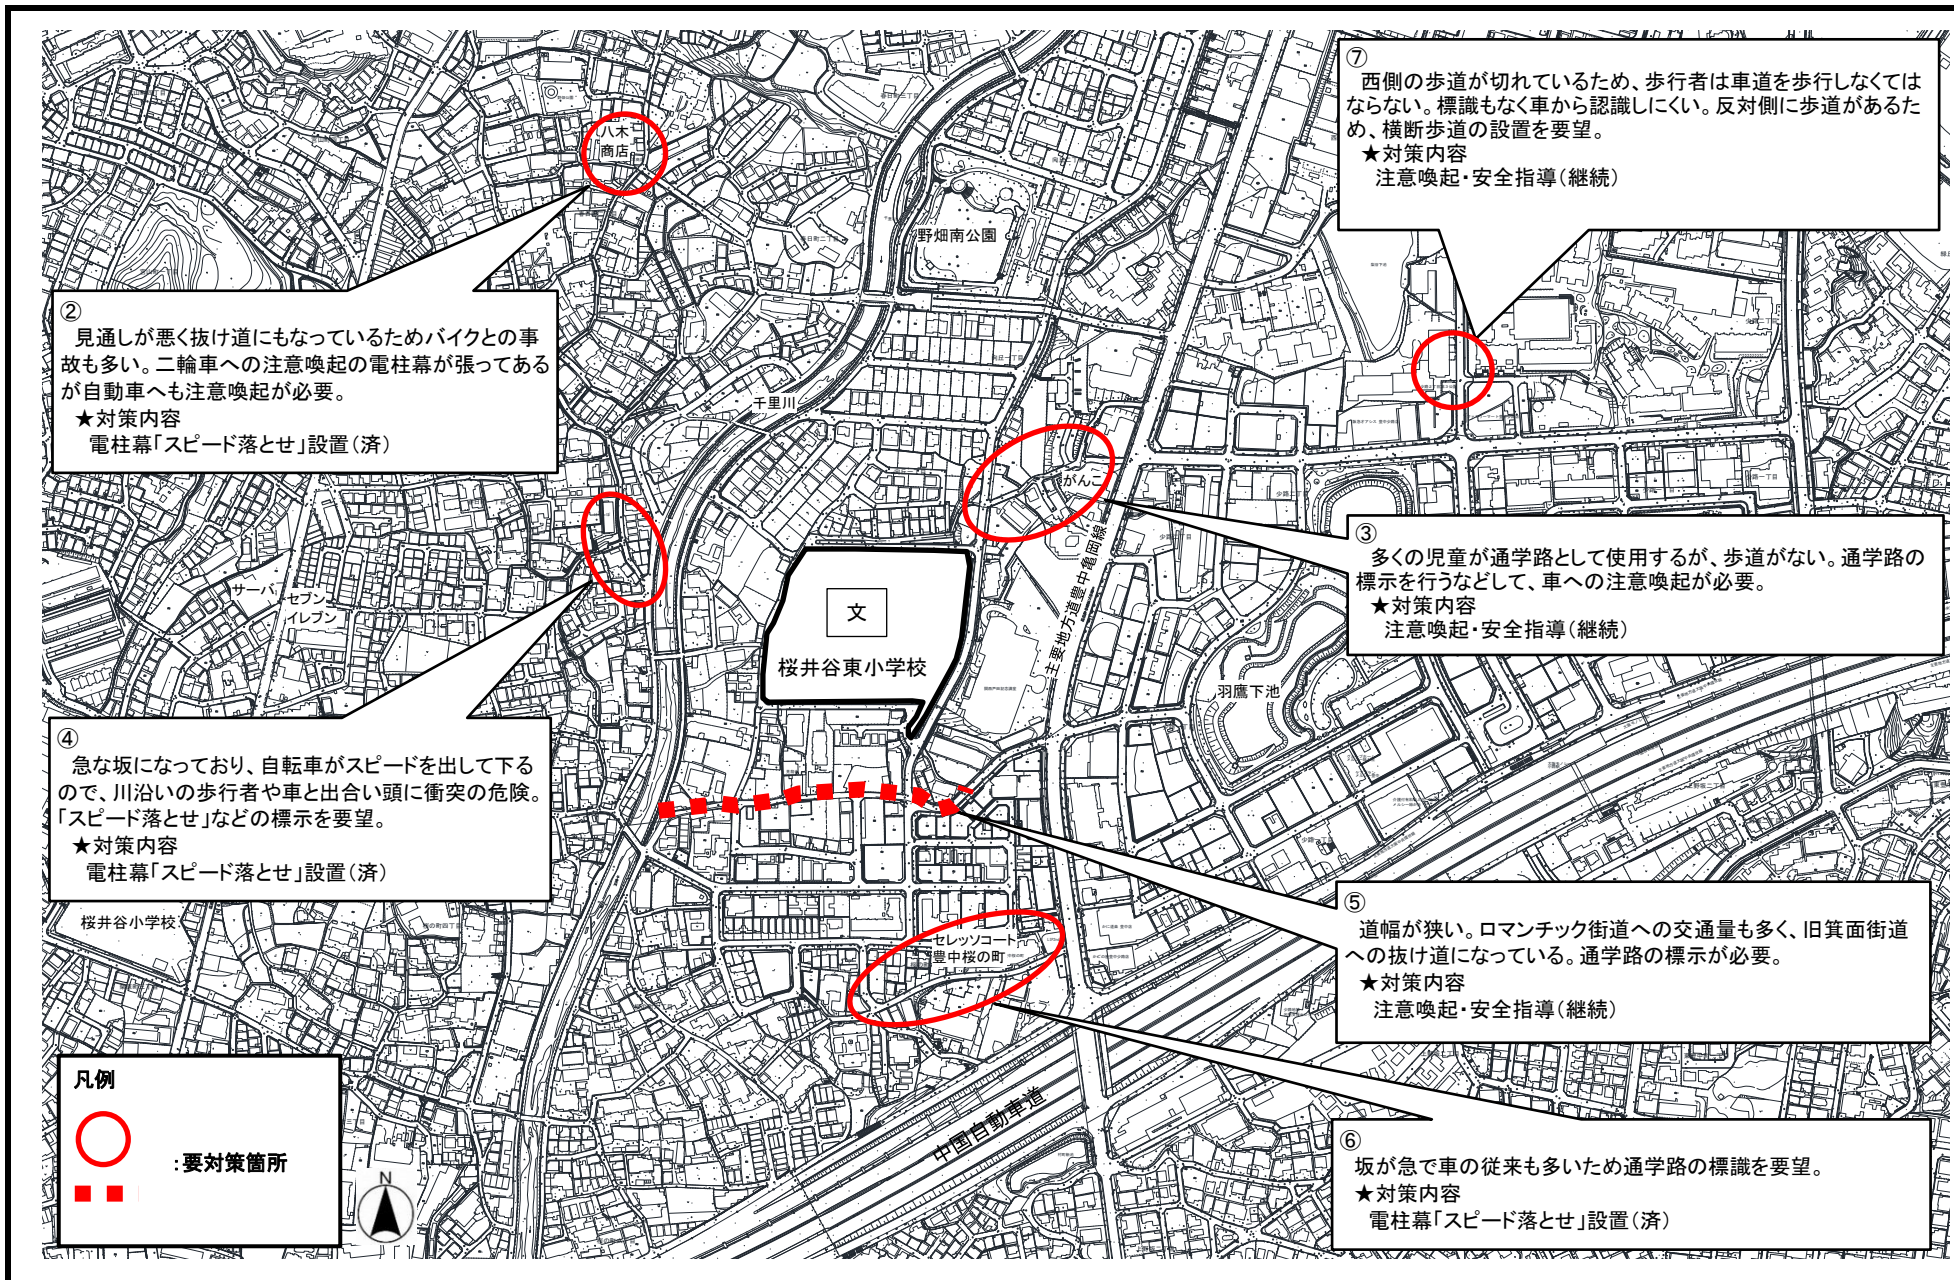 ⑦
西側の歩道が切れているため、歩行者は車道を歩行しなくては
ならない。標識もなく車から認識しにくい。反対側に歩道があるた
め、横断歩道の設置を要望。
★対策内容
注意喚起・安全指導(継続)
八木
商店
野畑南公園
②
見通しが悪く抜け道にもなっているためバイクとの事
故も多い。二輪車への注意喚起の電柱幕が張ってある
が自動車へも注意喚起が必要。
★対策内容
電柱幕「スピード落とせ」設置(済)
千里川
がんこ
③
多くの児童が通学路として使用するが、歩道がない。通学路の
標示を行うなどして、車への注意喚起が必要。
★対策内容
注意喚起・安全指導(継続)
サーパ
セブン
イレブン
文
桜井谷東小学校
主要地方道豊中亀岡線
羽鷹下池
④
急な坂になっており、自転車がスピードを出して下る
ので、川沿いの歩行者や車と出合い頭に衝突の危険。
「スピード落とせ」などの標示を要望。
★対策内容
電柱幕「スピード落とせ」設置(済)
桜井谷小学校
セレッソコート
豊中桜の町
⑤
道幅が狭い。ロマンチック街道への交通量も多く、旧箕面街道
への抜け道になっている。通学路の標示が必要。
★対策内容
注意喚起・安全指導(継続)
中国自動車道
⑥
坂が急で車の従来も多いため通学路の標識を要望。
★対策内容
電柱幕「スピード落とせ」設置(済)
凡例
:要対策箇所
N